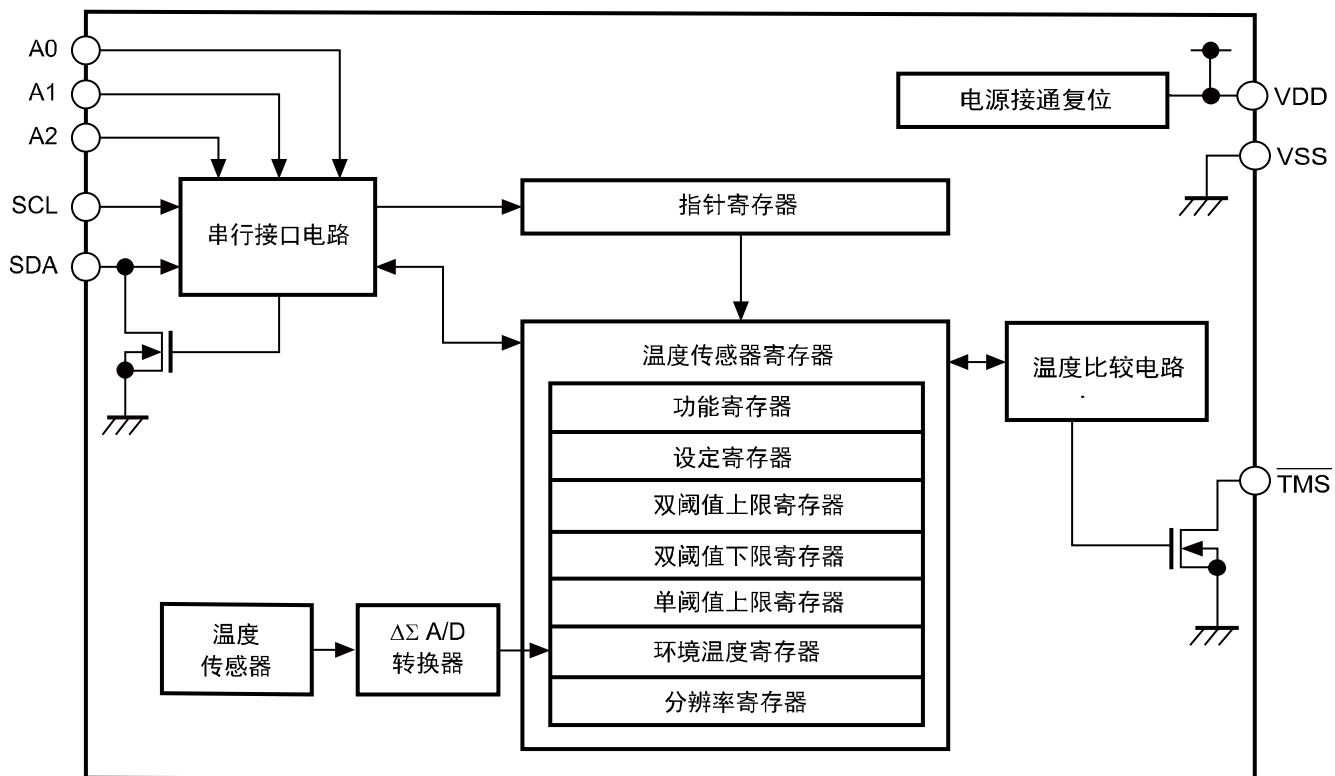 A0
A1
A2
SCL
SDA
串行接口电路
指针寄存器
电源接通复位
VDD
VSS
温度传感器寄存器
功能寄存器
设定寄存器
双阈值上限寄存器
双阈值下限寄存器
单阈值上限寄存器
环境温度寄存器
分辨率寄存器
温度比较电路
TMS
温度
传感器
ΔΣ A/D
转换器